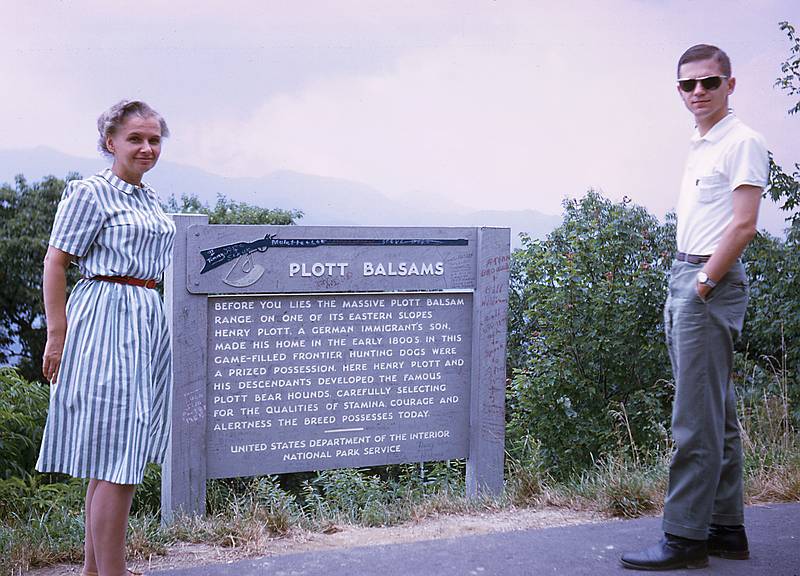 PLOTT BALSAMS
BEFORE YOU LIES THE MASSIVE PLOTT BALSAM
RANGE. ON ONE OF ITS EASTERN SLOPES
HENRY PLOTT, A GERMAN IMMIGRANT'S SON,
MADE HIS HOME IN THE EARLY 1800'S. IN THIS
GAME-FILLED FRONTIER HUNTING DOGS WERE
A PRIZED POSSESSION. HERE HENRY PLOTT AND
HIS DESCENDANTS DEVELOPED THE FAMOUS
PLOTT BEAR HOUNDS, CAREFULLY SELECTING
FOR THE QUALITIES OF STAMINA, COURAGE AND
ALERTNESS THE BREED POSSESSES TODAY.
UNITED STATES DEPARTMENT OF THE INTERIOR
NATIONAL PARK SERVICE